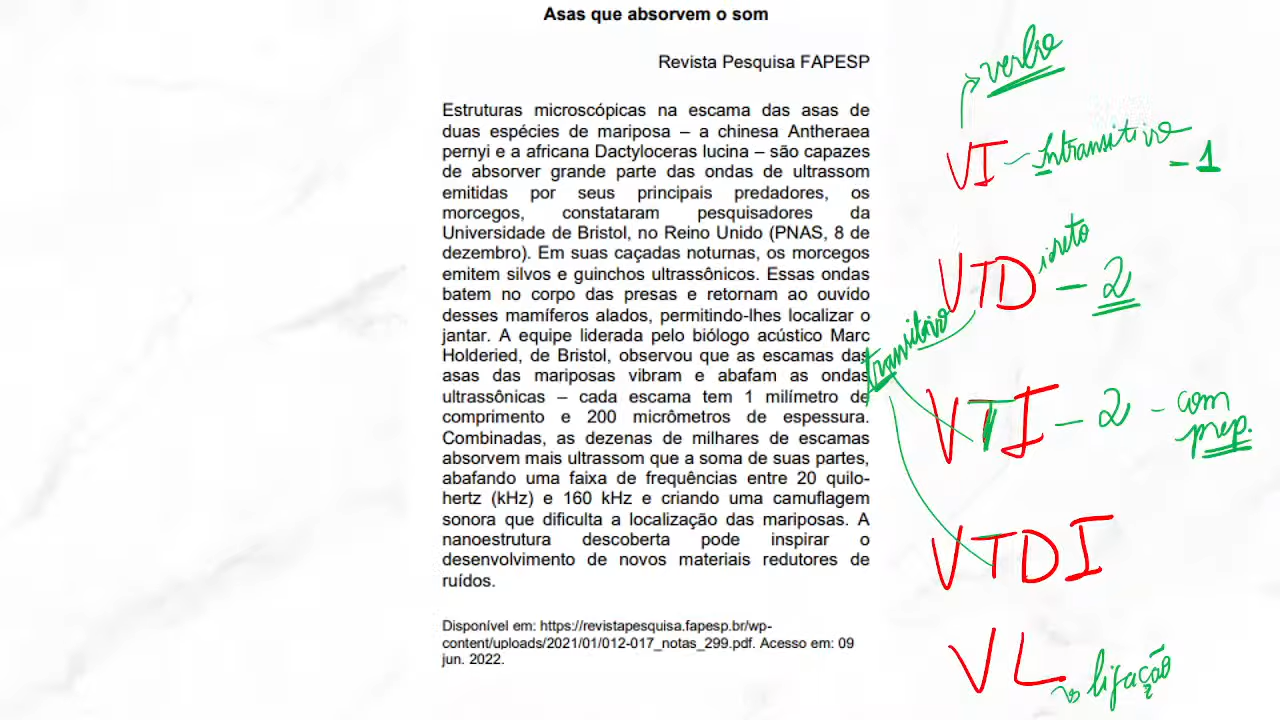 Asas que absorvem o som
Revista Pesquisa FAPESP
Estruturas microscópicas na escama das asas de
duas espécies de mariposa – a chinesa Antheraea
pernyi e a africana Dactyloceras lucina – são capazes
de absorver grande parte das ondas de ultrassom
emitidas por seus principais predadores, os
morcegos, constataram pesquisadores da
Universidade de Bristol, no Reino Unido (PNAS, 8 de
dezembro). Em suas caçadas noturnas, os morcegos
emitem silvos e guinchos ultrassônicos. Essas ondas
batem no corpo das presas e retornam ao ouvido
desses mamíferos alados, permitindo-lhes localizar o
jantar. A equipe liderada pelo biólogo acústico Marc
Holderied, de Bristol, observou que as escamas das
asas das mariposas vibram e abafam as ondas
ultrassônicas – cada escama tem 1 milímetro de
comprimento e 200 micrômetros de espessura.
Combinadas, as dezenas de milhares de escamas
absorvem mais ultrassom que a soma de suas partes,
abafando uma faixa de frequências entre 20 quilo-
hertz (kHz) e 160 kHz e criando uma camuflagem
sonora que dificulta a localização das mariposas. A
nanoestrutura descoberta pode inspirar o
desenvolvimento de novos materiais redutores de
ruídos.
Disponível em: https://revistapesquisa.fapesp.br/wp-
content/uploads/2021/01/012-017_notas_299.pdf. Acesso em: 09
jun. 2022.
verbo
VI – Intransitivo – 1
VTD ireto – 2
transitivo
VTI – 2 – com
prep.
VTDI
VL
ligação